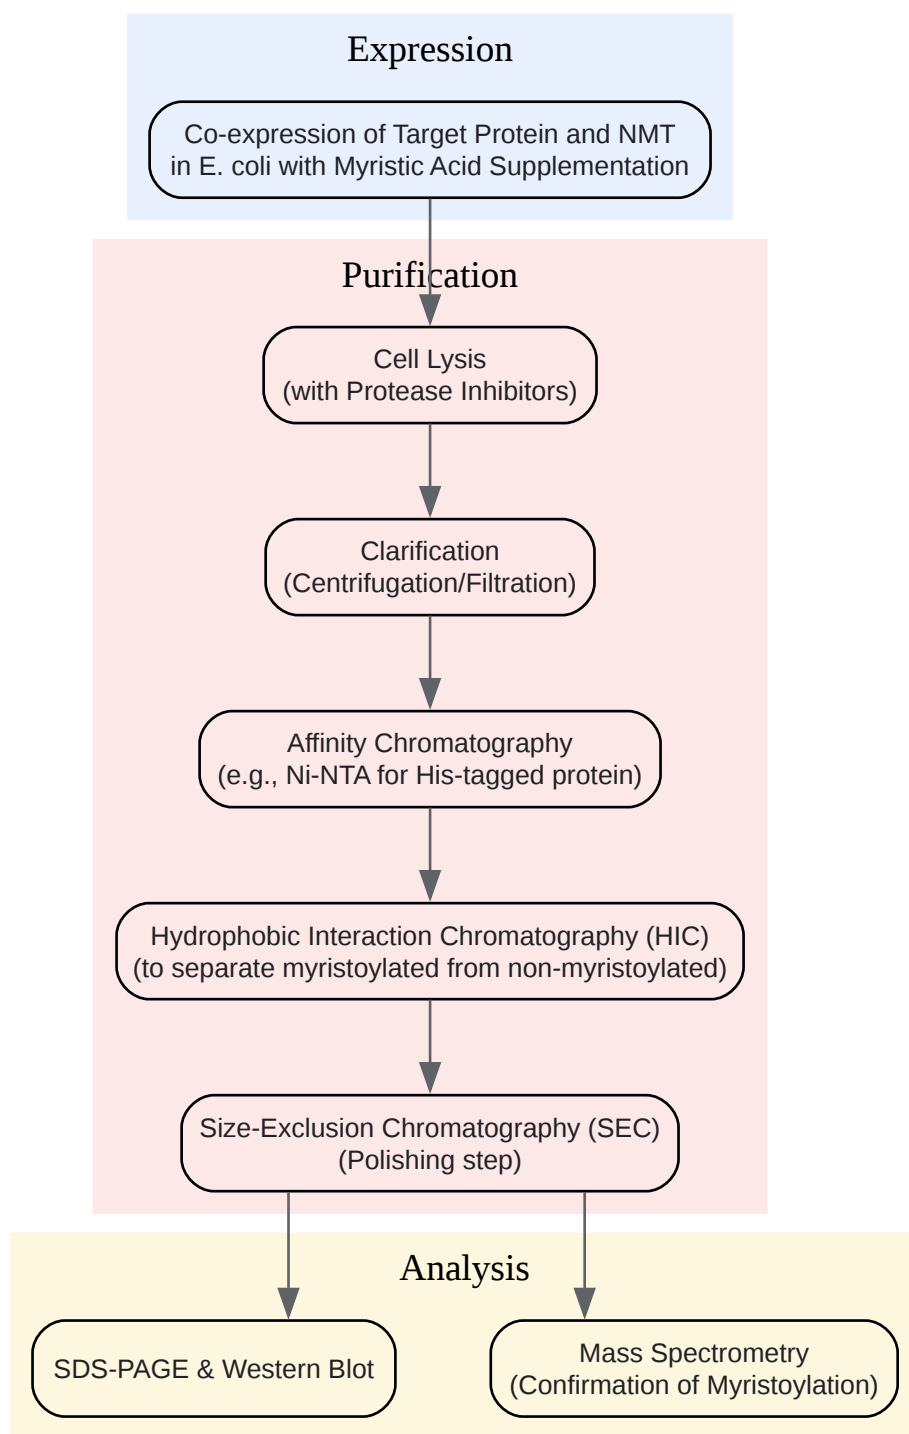 Expression
Co-expression of Target Protein and NMT
in E. coli with Myristic Acid Supplementation
Purification
Cell Lysis
(with Protease Inhibitors)
Clarification
(Centrifugation/Filtration)
Affinity Chromatography
(e.g., Ni-NTA for His-tagged protein)
Hydrophobic Interaction Chromatography (HIC)
(to separate myristoylated from non-myristoylated)
Size-Exclusion Chromatography (SEC)
(Polishing step)
Analysis
SDS-PAGE & Western Blot
Mass Spectrometry
(Confirmation of Myristoylation)